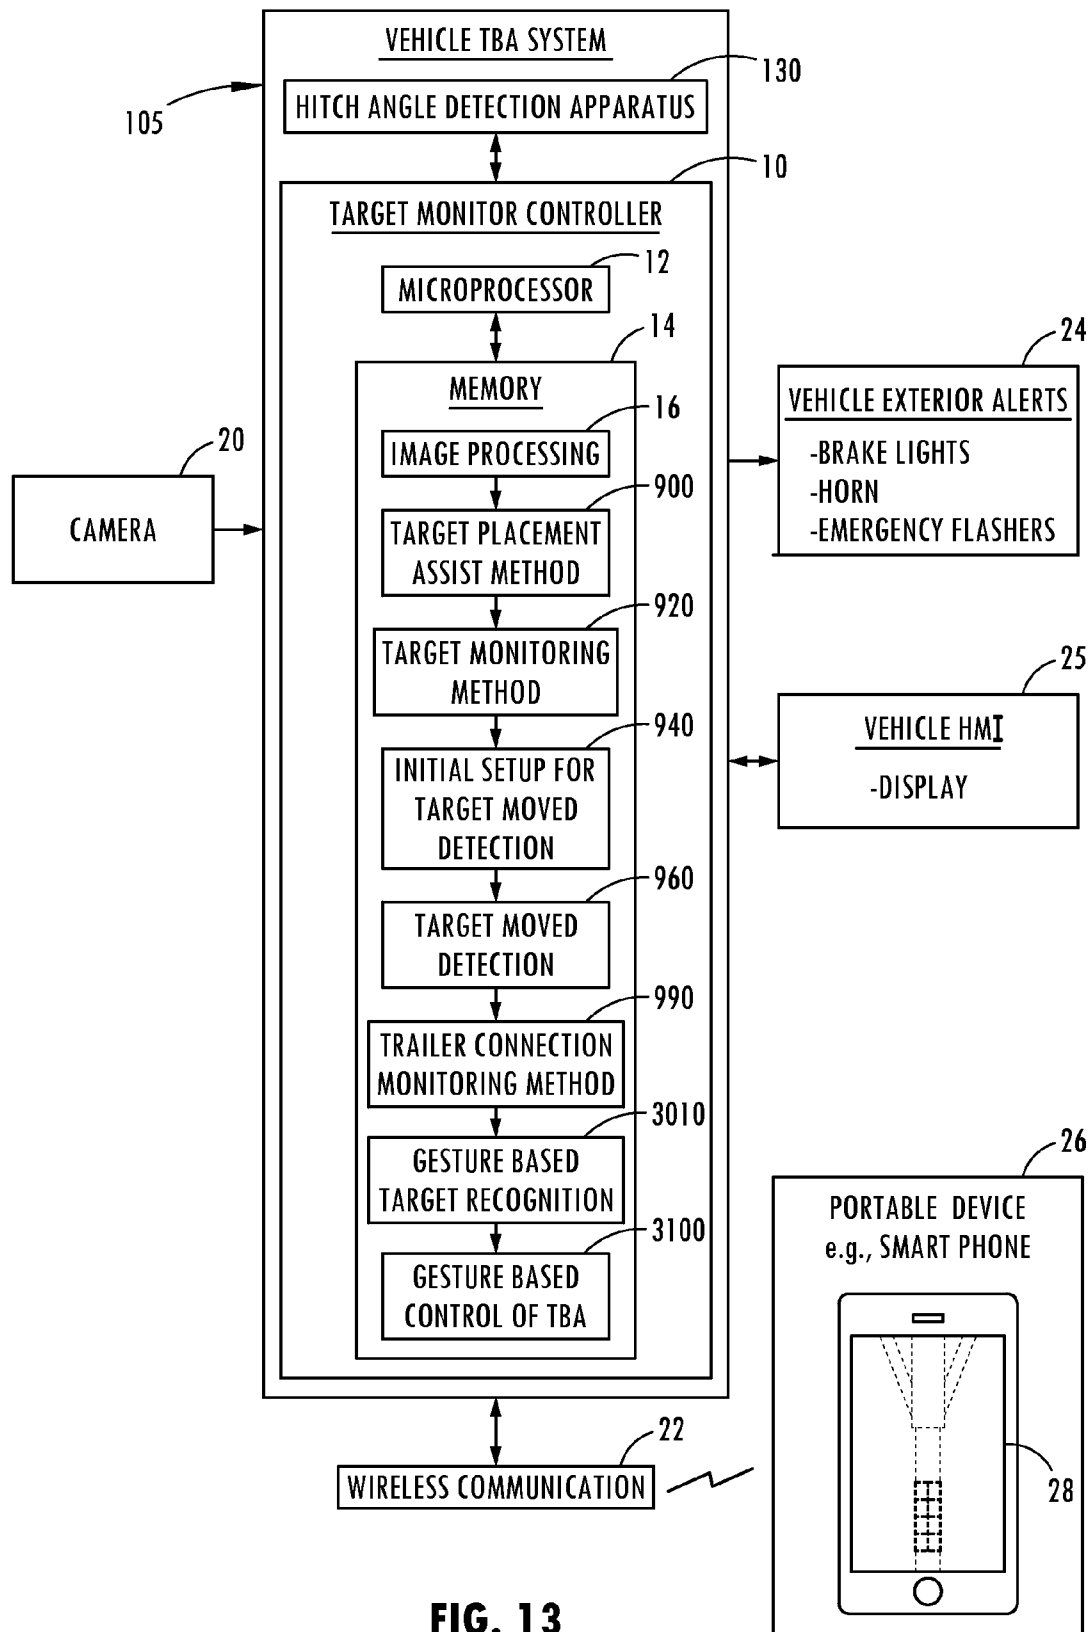 VEHICLE TBA SYSTEM
130
HITCH ANGLE DETECTION APPARATUS
105
10
TARGET MONITOR CONTROLLER
12
MICROPROCESSOR
14
MEMORY
16
IMAGE PROCESSING
20
CAMERA
900
TARGET PLACEMENT
ASSIST METHOD
920
TARGET MONITORING
METHOD
940
INITIAL SETUP FOR
TARGET MOVED
DETECTION
960
TARGET MOVED
DETECTION
990
TRAILER CONNECTION
MONITORING METHOD
3010
GESTURE BASED
TARGET RECOGNITION
3100
GESTURE BASED
CONTROL OF TBA
24
VEHICLE EXTERIOR ALERTS
-BRAKE LIGHTS
-HORN
-EMERGENCY FLASHERS
25
VEHICLE HMI
-DISPLAY
22
WIRELESS COMMUNICATION
26
PORTABLE DEVICE
e.g., SMART PHONE
28
FIG. 13